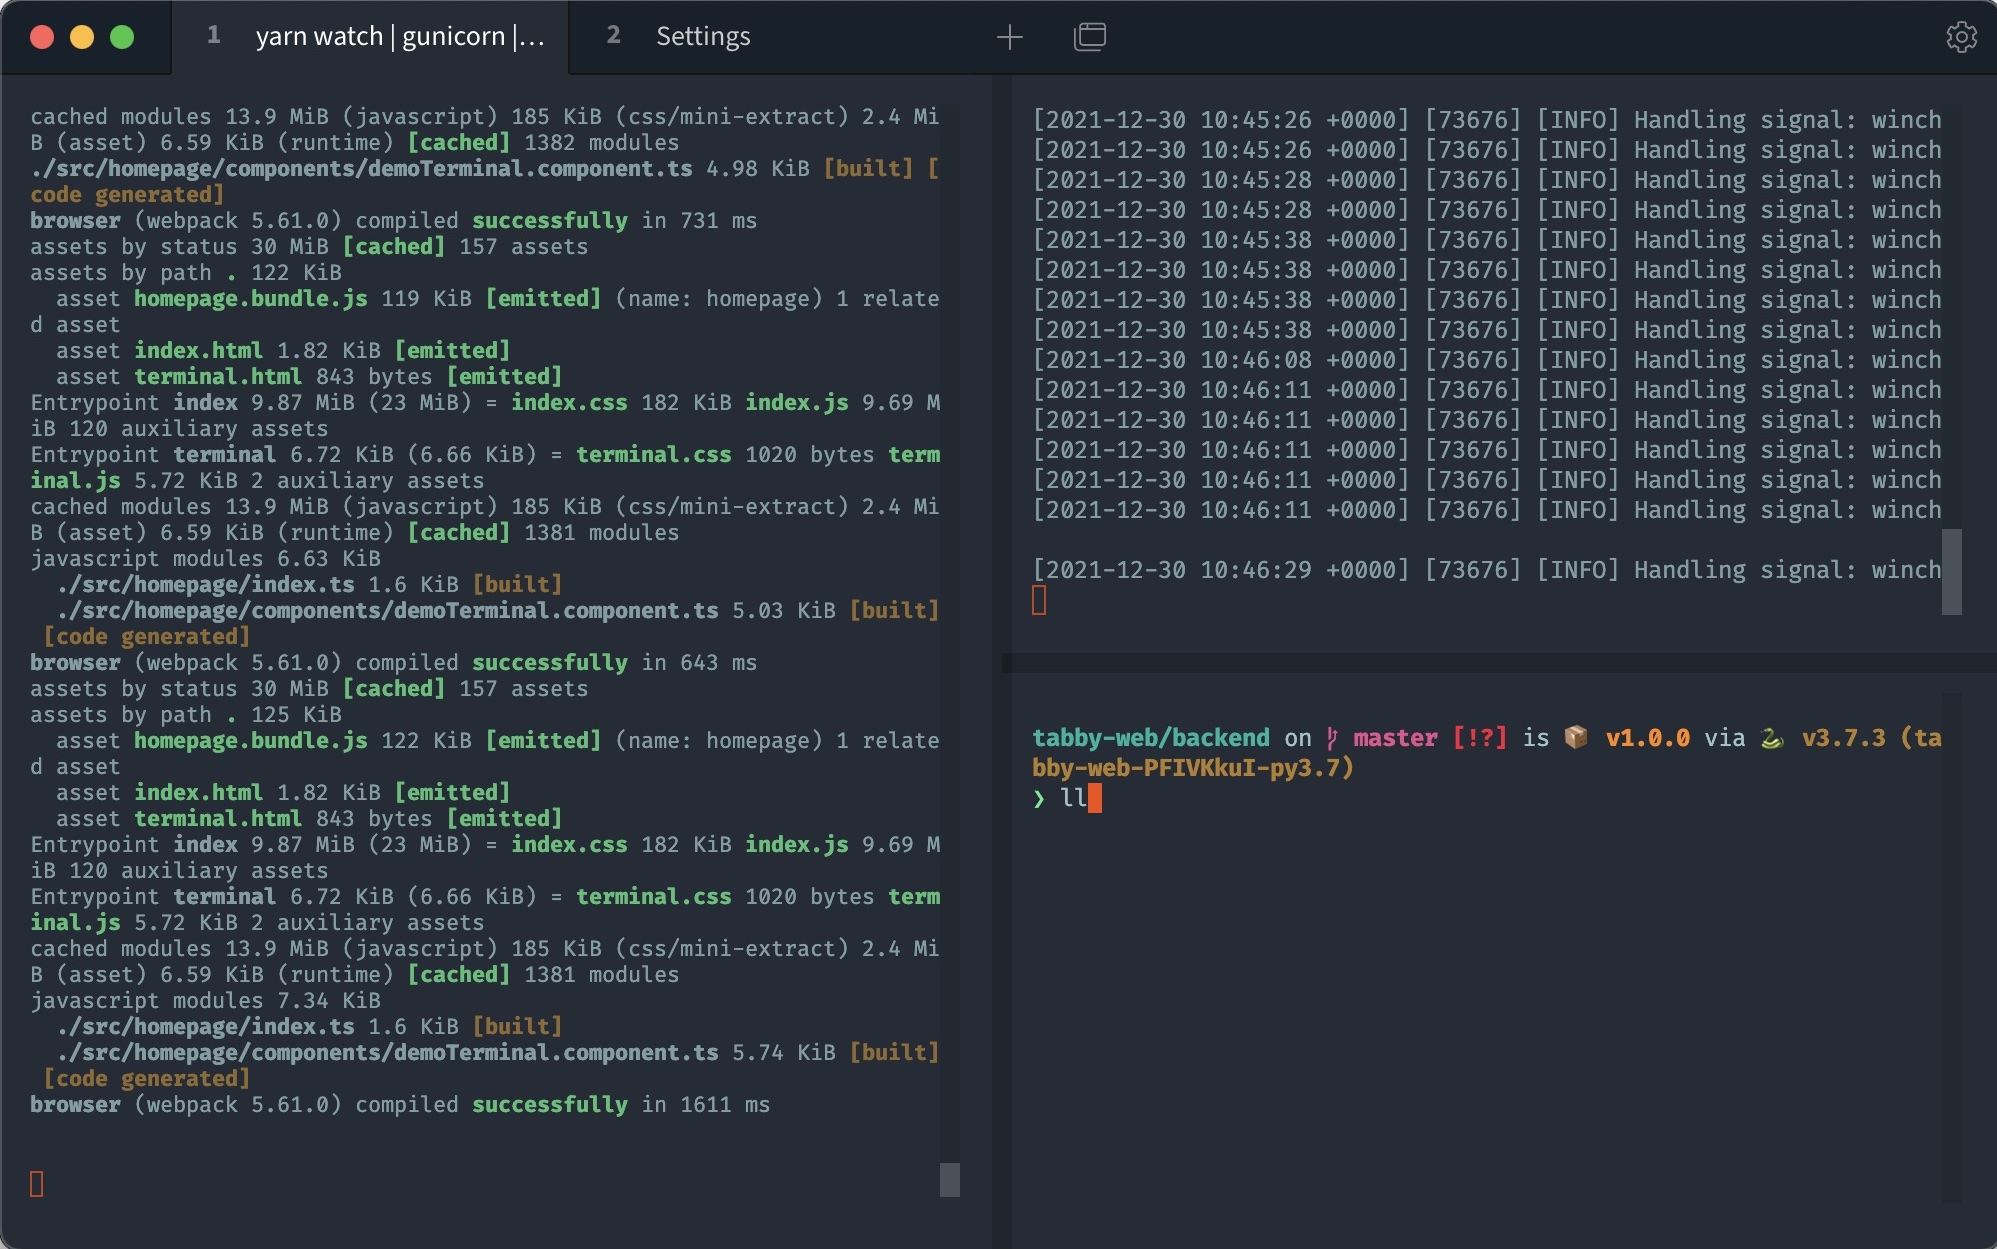 1 yarn watch | gunicorn |…
2 Settings
cached modules 13.9 MiB (javascript) 185 KiB (css/mini-extract) 2.4 Mi
B (asset) 6.59 KiB (runtime) [cached] 1382 modules
./src/homepage/components/demoTerminal.component.ts 4.98 KiB [built] [
code generated]
browser (webpack 5.61.0) compiled successfully in 731 ms
assets by status 30 MiB [cached] 157 assets
assets by path . 122 KiB
  asset homepage.bundle.js 119 KiB [emitted] (name: homepage) 1 relate
d asset
  asset index.html 1.82 KiB [emitted]
  asset terminal.html 843 bytes [emitted]
Entrypoint index 9.87 MiB (23 MiB) = index.css 182 KiB index.js 9.69 M
iB 120 auxiliary assets
Entrypoint terminal 6.72 KiB (6.66 KiB) = terminal.css 1020 bytes term
inal.js 5.72 KiB 2 auxiliary assets
cached modules 13.9 MiB (javascript) 185 KiB (css/mini-extract) 2.4 Mi
B (asset) 6.59 KiB (runtime) [cached] 1381 modules
javascript modules 6.63 KiB
  ./src/homepage/index.ts 1.6 KiB [built]
  ./src/homepage/components/demoTerminal.component.ts 5.03 KiB [built]
 [code generated]
browser (webpack 5.61.0) compiled successfully in 643 ms
assets by status 30 MiB [cached] 157 assets
assets by path . 125 KiB
  asset homepage.bundle.js 122 KiB [emitted] (name: homepage) 1 relate
d asset
  asset index.html 1.82 KiB [emitted]
  asset terminal.html 843 bytes [emitted]
Entrypoint index 9.87 MiB (23 MiB) = index.css 182 KiB index.js 9.69 M
iB 120 auxiliary assets
Entrypoint terminal 6.72 KiB (6.66 KiB) = terminal.css 1020 bytes term
inal.js 5.72 KiB 2 auxiliary assets
cached modules 13.9 MiB (javascript) 185 KiB (css/mini-extract) 2.4 Mi
B (asset) 6.59 KiB (runtime) [cached] 1381 modules
javascript modules 7.34 KiB
  ./src/homepage/index.ts 1.6 KiB [built]
  ./src/homepage/components/demoTerminal.component.ts 5.74 KiB [built]
 [code generated]
browser (webpack 5.61.0) compiled successfully in 1611 ms
[2021-12-30 10:45:26 +0000] [73676] [INFO] Handling signal: winch
[2021-12-30 10:45:26 +0000] [73676] [INFO] Handling signal: winch
[2021-12-30 10:45:28 +0000] [73676] [INFO] Handling signal: winch
[2021-12-30 10:45:28 +0000] [73676] [INFO] Handling signal: winch
[2021-12-30 10:45:38 +0000] [73676] [INFO] Handling signal: winch
[2021-12-30 10:45:38 +0000] [73676] [INFO] Handling signal: winch
[2021-12-30 10:45:38 +0000] [73676] [INFO] Handling signal: winch
[2021-12-30 10:45:38 +0000] [73676] [INFO] Handling signal: winch
[2021-12-30 10:46:08 +0000] [73676] [INFO] Handling signal: winch
[2021-12-30 10:46:11 +0000] [73676] [INFO] Handling signal: winch
[2021-12-30 10:46:11 +0000] [73676] [INFO] Handling signal: winch
[2021-12-30 10:46:11 +0000] [73676] [INFO] Handling signal: winch
[2021-12-30 10:46:11 +0000] [73676] [INFO] Handling signal: winch
[2021-12-30 10:46:11 +0000] [73676] [INFO] Handling signal: winch
[2021-12-30 10:46:29 +0000] [73676] [INFO] Handling signal: winch
tabby-web/backend on master [!?] is 📦 v1.0.0 via 🐍 v3.7.3 (ta
bby-web-PFIVKkuI-py3.7)
❯ ll